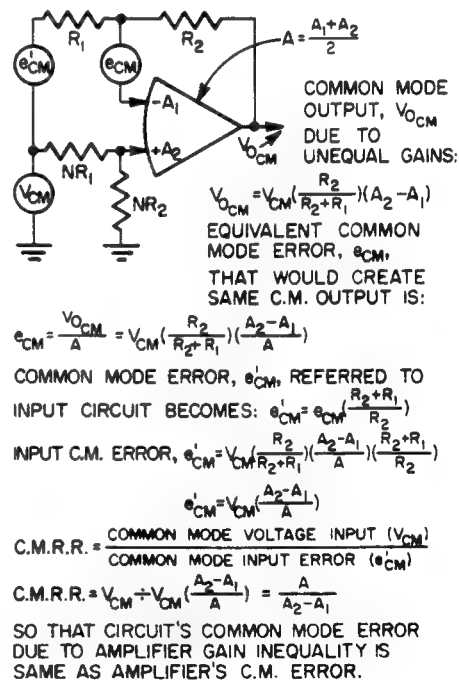 R₁
R₂
A = (A₁+A₂)/2
e'CM
eCM
-A₁
+A₂
VOCM
VCM
NR₁
NR₂
COMMON MODE
OUTPUT, VOCM
DUE TO
UNEQUAL GAINS:
VOCM = VCM(R₂/(R₂+R₁))(A₂-A₁)
EQUIVALENT COMMON
MODE ERROR, eCM,
THAT WOULD CREATE
SAME C.M. OUTPUT IS:
eCM = VOCM/A = VCM(R₂/(R₂+R₁))((A₂-A₁)/A)
COMMON MODE ERROR, e'CM, REFERRED TO
INPUT CIRCUIT BECOMES: e'CM = eCM((R₂+R₁)/R₂)
INPUT C.M. ERROR, e'CM = VCM(R₂/(R₂+R₁))((A₂-A₁)/A)((R₂+R₁)/R₂)
e'CM = VCM((A₂-A₁)/A)
C.M.R.R. = COMMON MODE VOLTAGE INPUT (VCM)/COMMON MODE INPUT ERROR (e'CM)
C.M.R.R. = VCM ÷ VCM((A₂-A₁)/A) = A/(A₂-A₁)
SO THAT CIRCUIT'S COMMON MODE ERROR
DUE TO AMPLIFIER GAIN INEQUALITY IS
SAME AS AMPLIFIER'S C.M. ERROR.